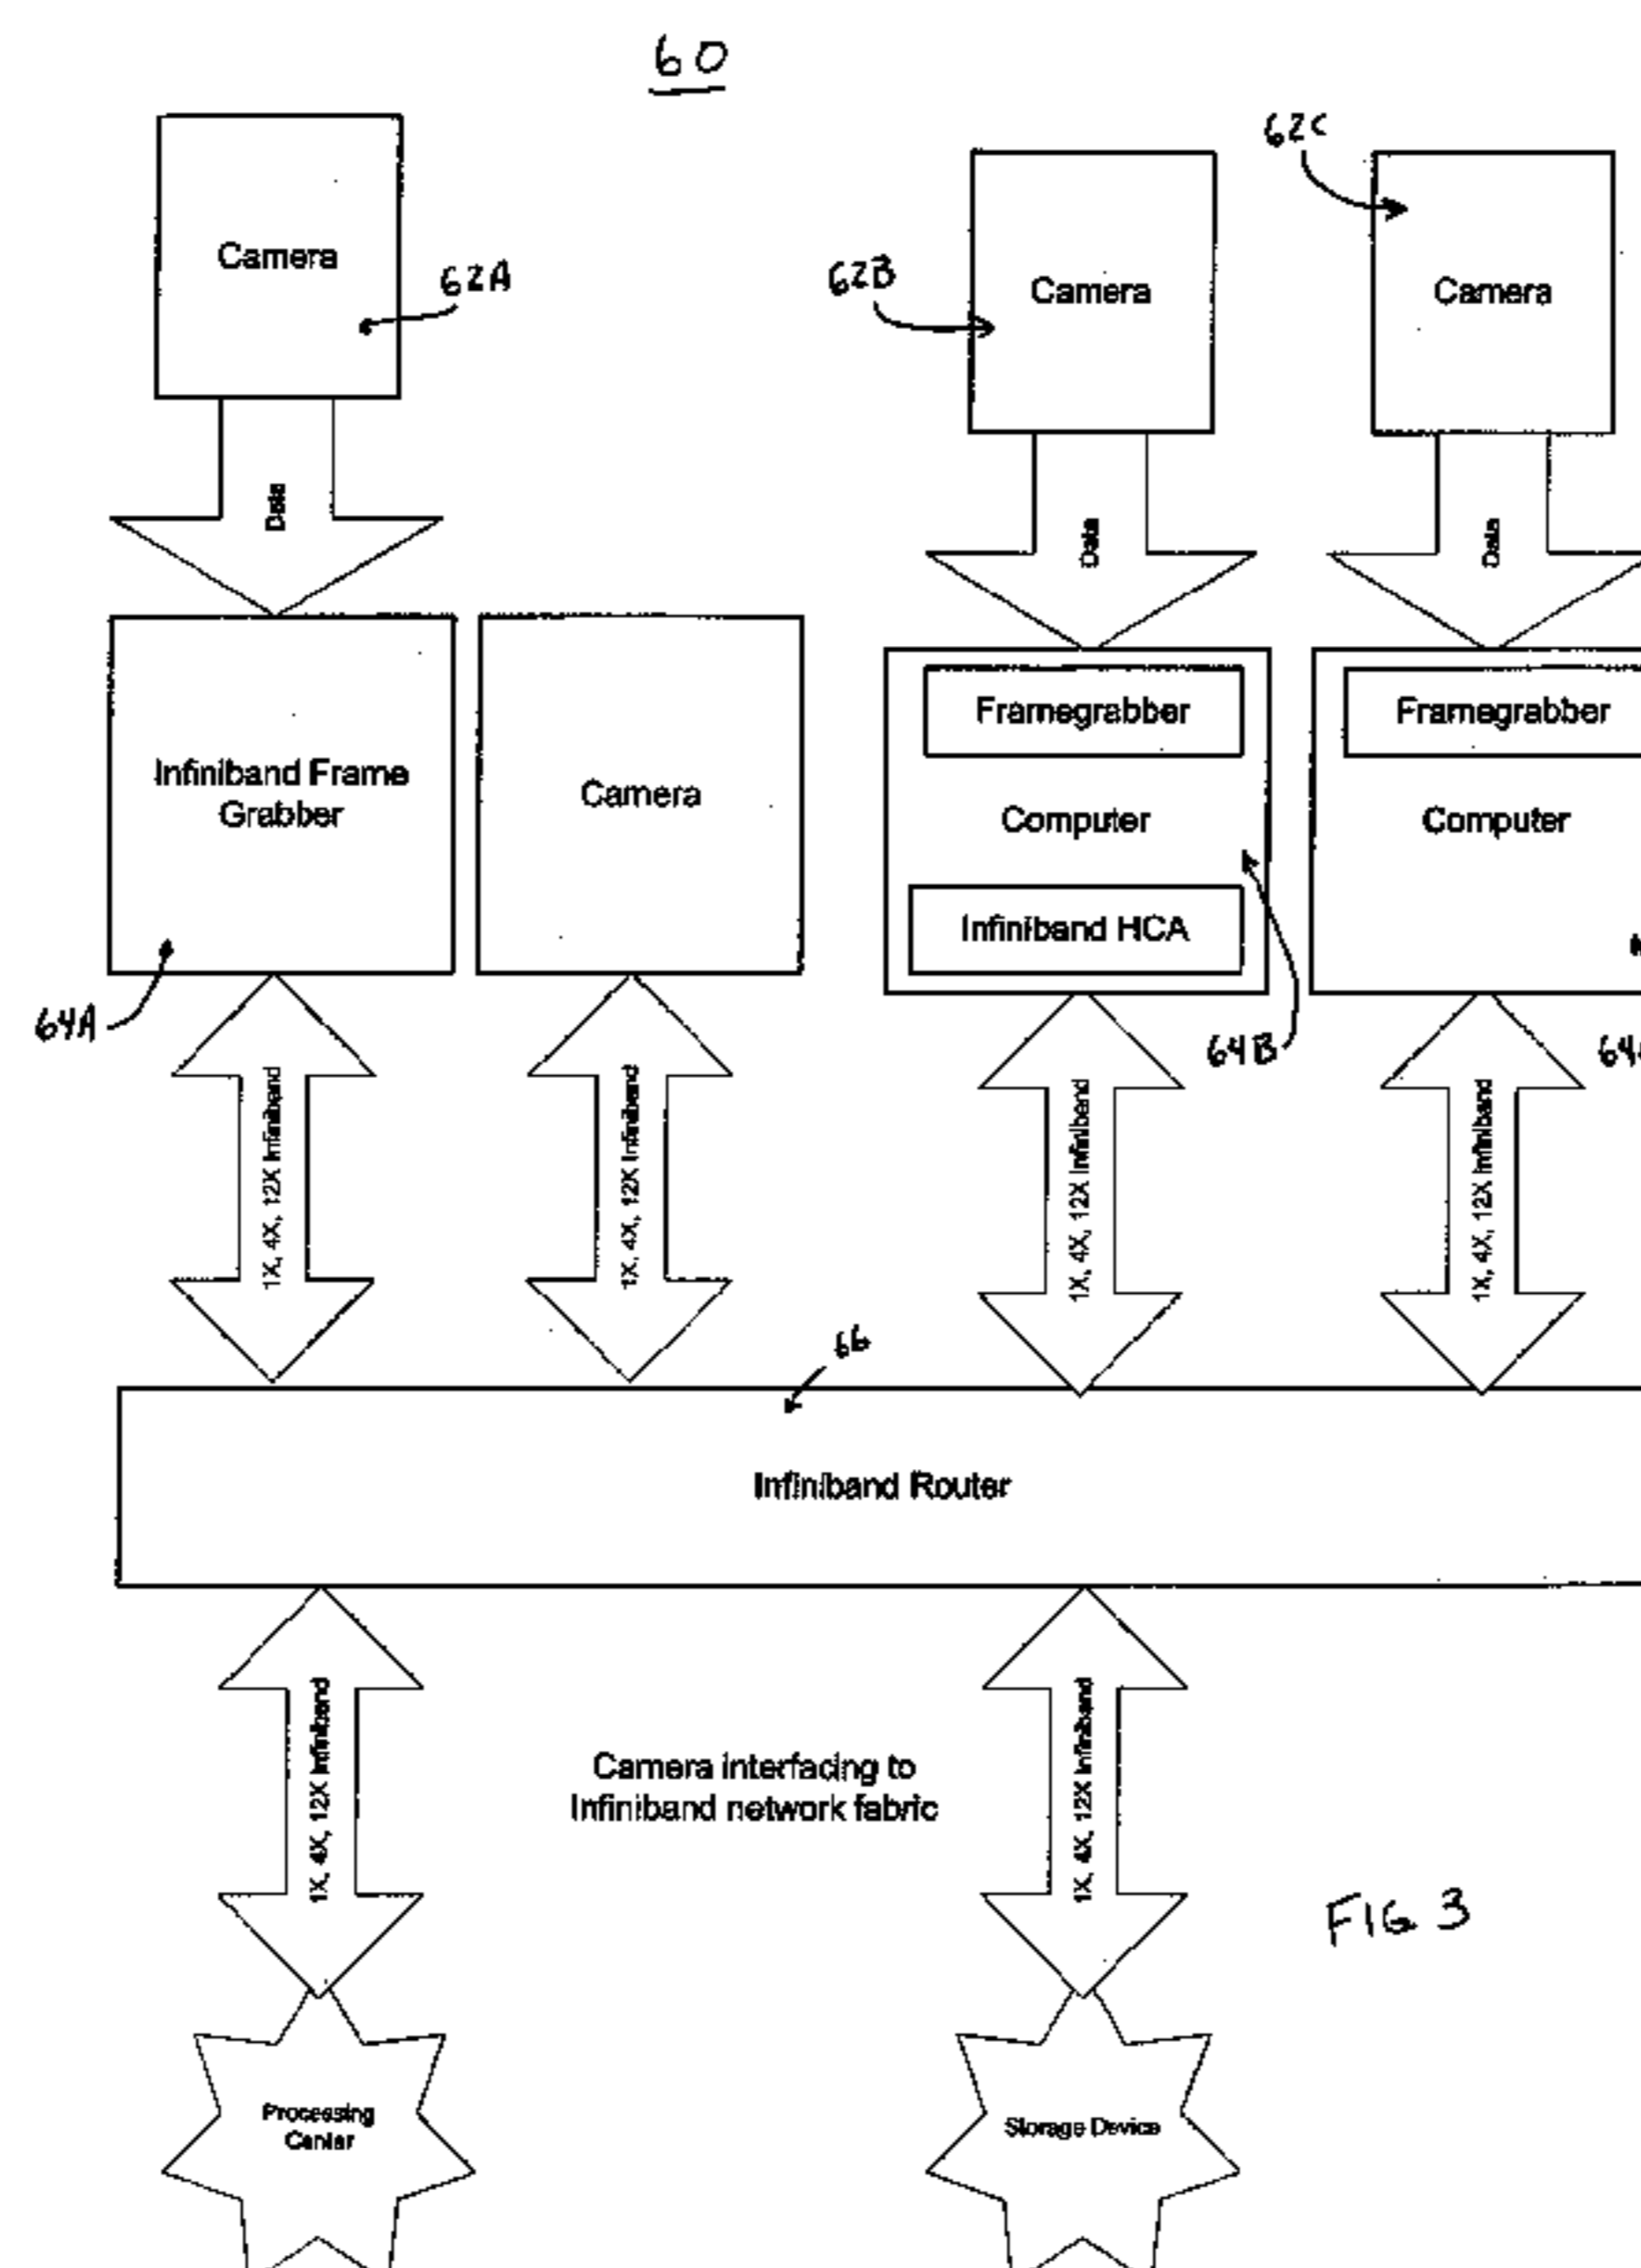 60
Camera
62A
62B
Camera
62C
Camera
Data
Data
Data
Infiniband Frame
Grabber
64A
Camera
Framegrabber
Computer
Infiniband HCA
64B
Framegrabber
Computer
1X, 4X, 12X Infiniband
1X, 4X, 12X Infiniband
1X, 4X, 12X Infiniband
1X, 4X, 12X Infiniband
66
Infiniband Router
1X, 4X, 12X Infiniband
Camera interfacing to
Infiniband network fabric
1X, 4X, 12X Infiniband
FIG. 3
Processing
Center
Storage Device